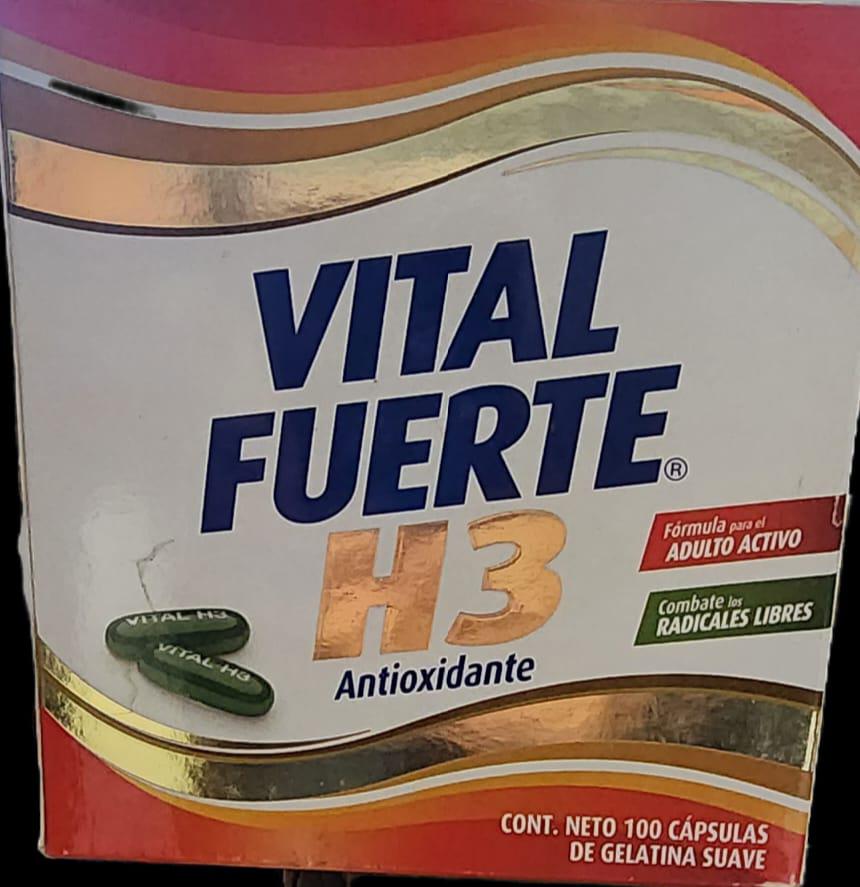 VITAL
FUERTE®
H3
Antioxidante
Fórmula para el
ADULTO ACTIVO
Combate los
RADICALES LIBRES
VITAL H3
VITAL-H3
CONT. NETO 100 CÁPSULAS
DE GELATINA SUAVE